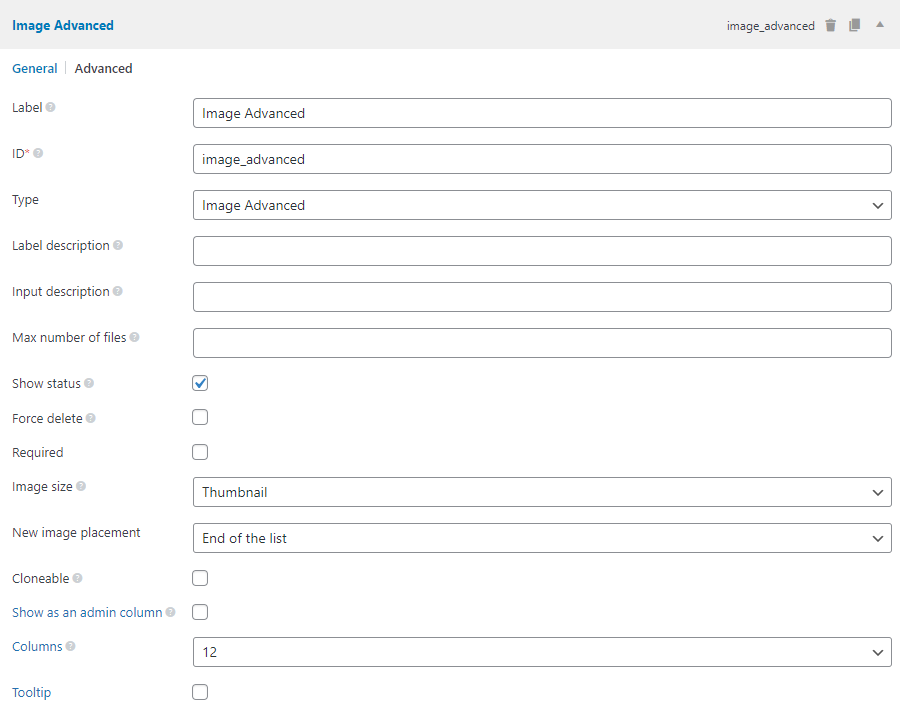 Image Advanced
image_advanced
General
Advanced
Label
Image Advanced
ID*
image_advanced
Type
Image Advanced
Label description
Input description
Max number of files
Show status
Force delete
Required
Image size
Thumbnail
New image placement
End of the list
Cloneable
Show as an admin column
Columns
12
Tooltip